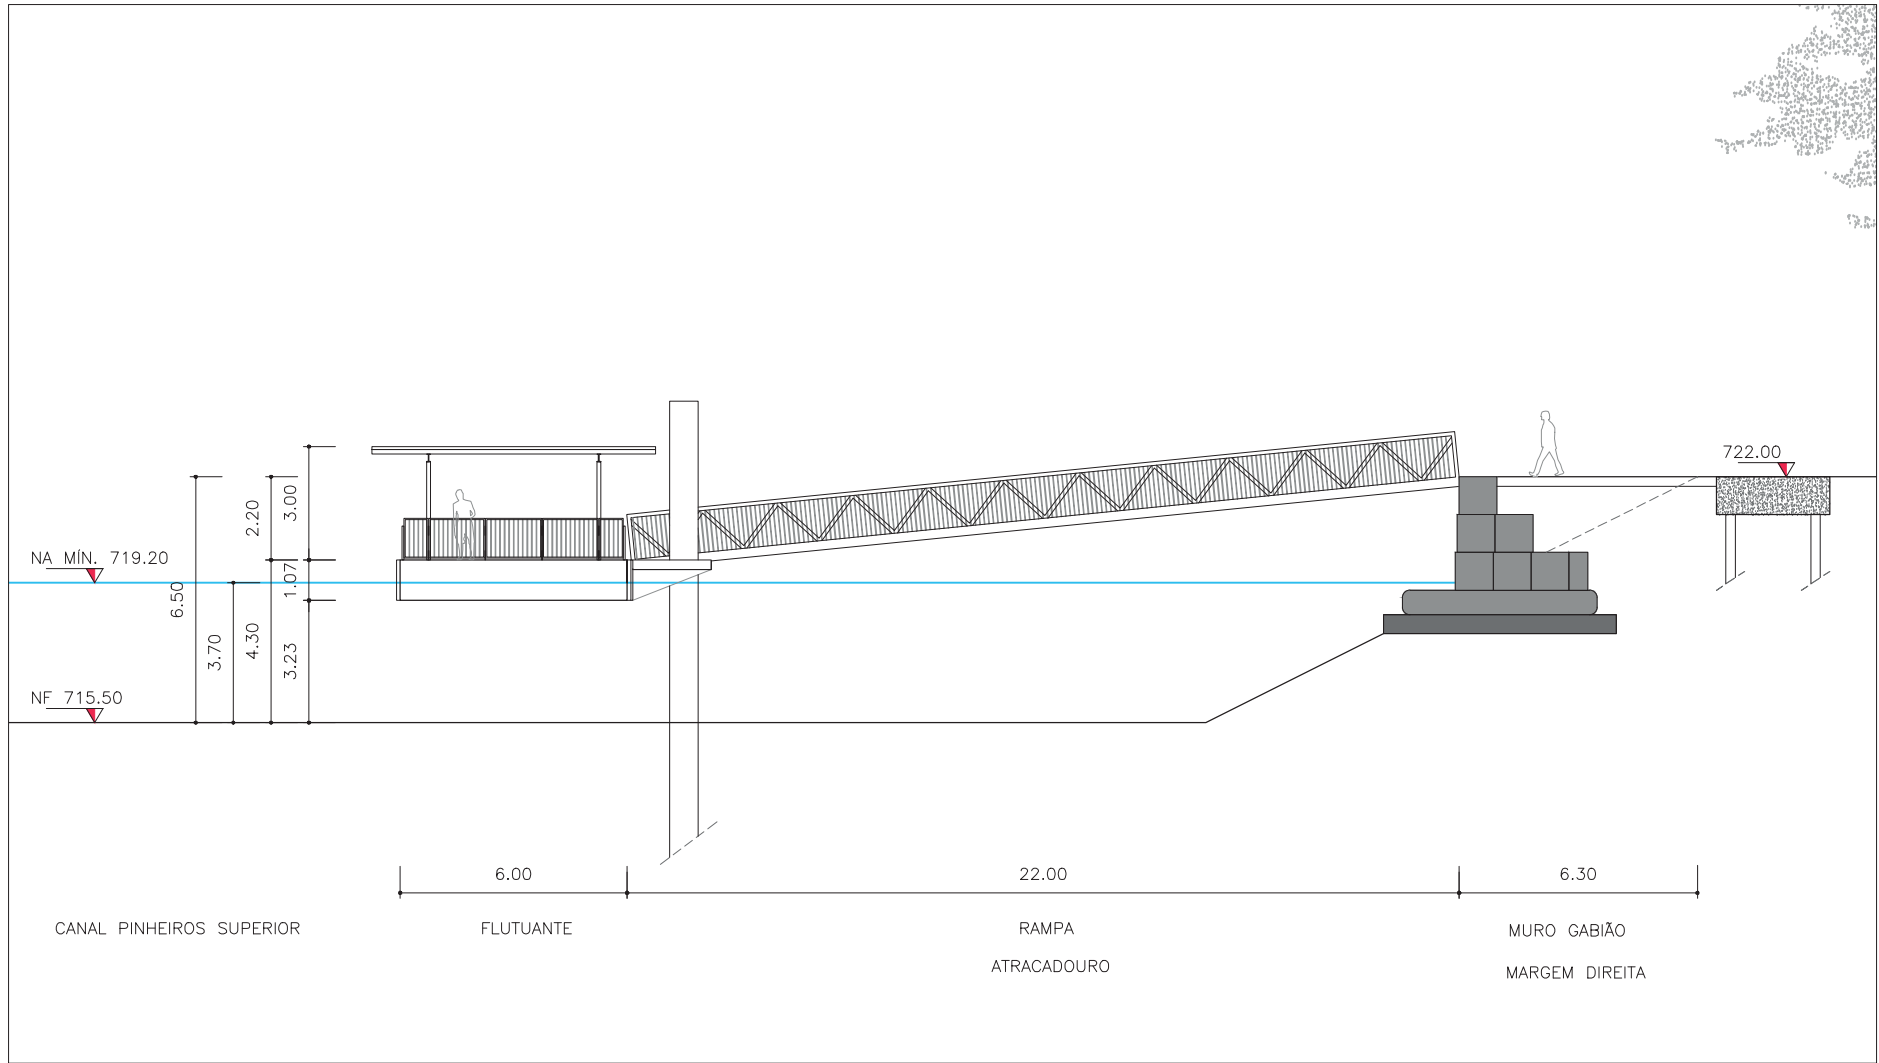 722.00
3.00
2.20
NA MÍN. 719.20
1.07
6.50
4.30
3.70
3.23
NF 715.50
6.00
22.00
6.30
CANAL PINHEIROS SUPERIOR
FLUTUANTE
RAMPA
MURO GABIÃO
ATRACADOURO
MARGEM DIREITA